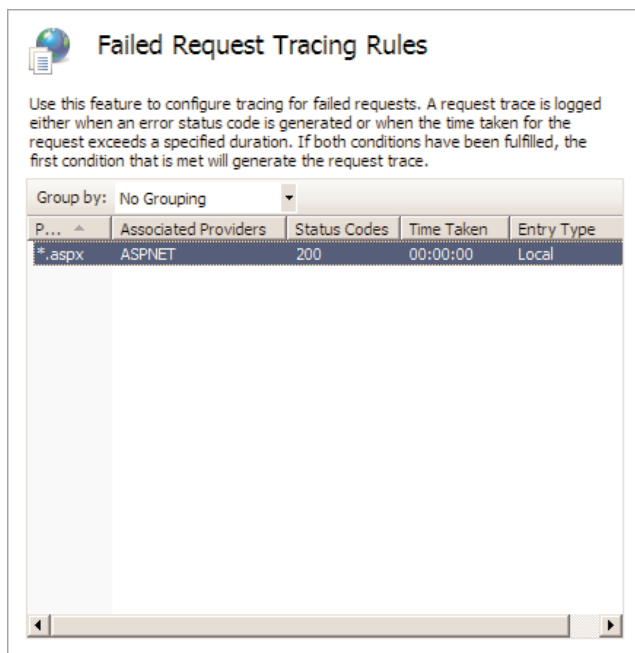 Failed Request Tracing Rules
Use this feature to configure tracing for failed requests. A request trace is logged
either when an error status code is generated or when the time taken for the
request exceeds a specified duration. If both conditions have been fulfilled, the
first condition that is met will generate the request trace.
Group by: No Grouping
P... Associated Providers Status Codes Time Taken Entry Type
*.aspx ASPNET 200 00:00:00 Local